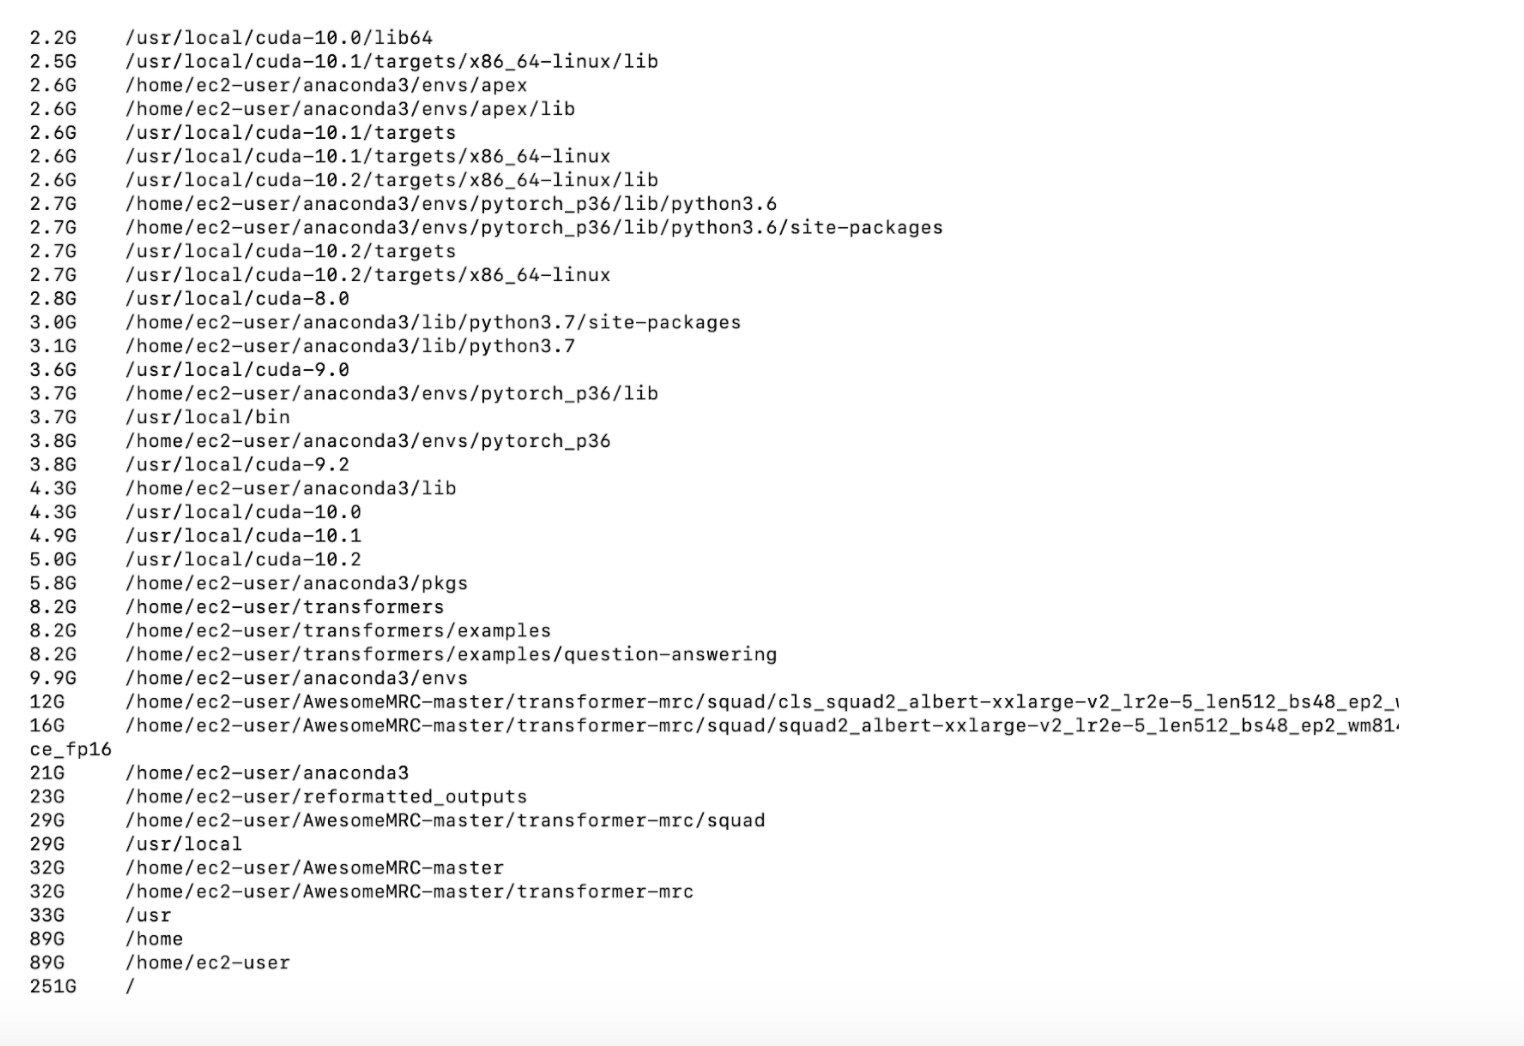 2.2G /usr/local/cuda-10.0/lib64
2.5G /usr/local/cuda-10.1/targets/x86_64-linux/lib
2.6G /home/ec2-user/anaconda3/envs/apex
2.6G /home/ec2-user/anaconda3/envs/apex/lib
2.6G /usr/local/cuda-10.1/targets
2.6G /usr/local/cuda-10.1/targets/x86_64-linux
2.6G /usr/local/cuda-10.2/targets/x86_64-linux/lib
2.7G /home/ec2-user/anaconda3/envs/pytorch_p36/lib/python3.6
2.7G /home/ec2-user/anaconda3/envs/pytorch_p36/lib/python3.6/site-packages
2.7G /usr/local/cuda-10.2/targets
2.7G /usr/local/cuda-10.2/targets/x86_64-linux
2.8G /usr/local/cuda-8.0
3.0G /home/ec2-user/anaconda3/lib/python3.7/site-packages
3.1G /home/ec2-user/anaconda3/lib/python3.7
3.6G /usr/local/cuda-9.0
3.7G /home/ec2-user/anaconda3/envs/pytorch_p36/lib
3.7G /usr/local/bin
3.8G /home/ec2-user/anaconda3/envs/pytorch_p36
3.8G /usr/local/cuda-9.2
4.3G /home/ec2-user/anaconda3/lib
4.3G /usr/local/cuda-10.0
4.9G /usr/local/cuda-10.1
5.0G /usr/local/cuda-10.2
5.8G /home/ec2-user/anaconda3/pkgs
8.2G /home/ec2-user/transformers
8.2G /home/ec2-user/transformers/examples
8.2G /home/ec2-user/transformers/examples/question-answering
9.9G /home/ec2-user/anaconda3/envs
12G /home/ec2-user/AwesomeMRC-master/transformer-mrc/squad/cls_squad2_albert-xxlarge-v2_lr2e-5_len512_bs48_ep2_
16G /home/ec2-user/AwesomeMRC-master/transformer-mrc/squad/squad2_albert-xxlarge-v2_lr2e-5_len512_bs48_ep2_wm81
ce_fp16
21G /home/ec2-user/anaconda3
23G /home/ec2-user/reformatted_outputs
29G /home/ec2-user/AwesomeMRC-master/transformer-mrc/squad
29G /usr/local
32G /home/ec2-user/AwesomeMRC-master
32G /home/ec2-user/AwesomeMRC-master/transformer-mrc
33G /usr
89G /home
89G /home/ec2-user
251G /